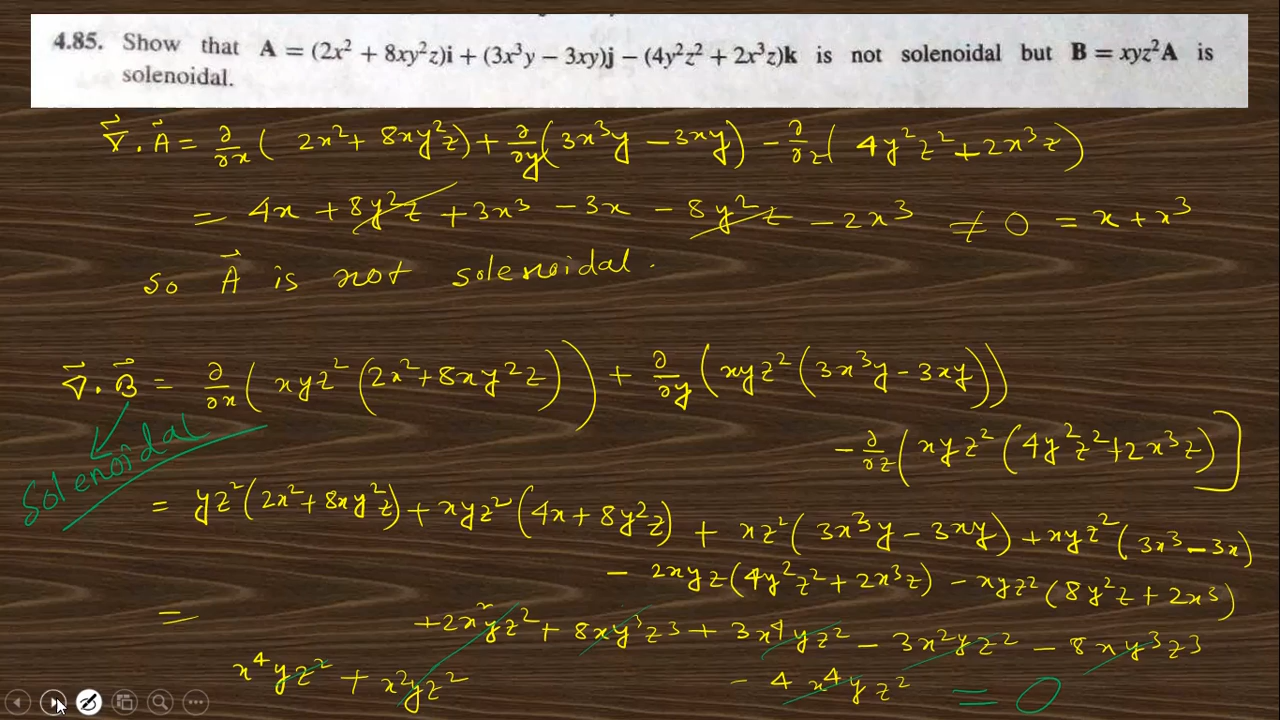 4.85. Show that A = (2x² + 8xy²z)i + (3x³y − 3xy)j − (4y²z² + 2x³z)k is not solenoidal but B = xyz²A is
solenoidal.
∇⃗ . A⃗ = ∂/∂x ( 2x² + 8xy²z) + ∂/∂y (3x³y − 3xy) − ∂/∂z ( 4y²z² + 2x³z)
= 4x + 8y²z + 3x³ − 3x − 8y²z − 2x³ ≠ 0 = x + x³
so A⃗ is not solenoidal.
∇⃗ . B⃗ = ∂/∂x ( xyz² (2x² + 8xy²z)) + ∂/∂y (xyz² (3x³y − 3xy))
− ∂/∂z (xyz² (4y²z² + 2x³z)]
Solenoidal
= yz² (2x² + 8xy²z) + xyz² (4x + 8y²z) + xz² (3x³y − 3xy) + xyz² (3x³ − 3x)
− 2xyz (4y²z² + 2x³z) − xyz² (8y²z + 2x³)
= +2x²yz² + 8xy³z³ + 3x⁴yz² − 3x²yz² − 8xy³z³
x⁴yz² + x²yz² − 4x⁴yz² = 0